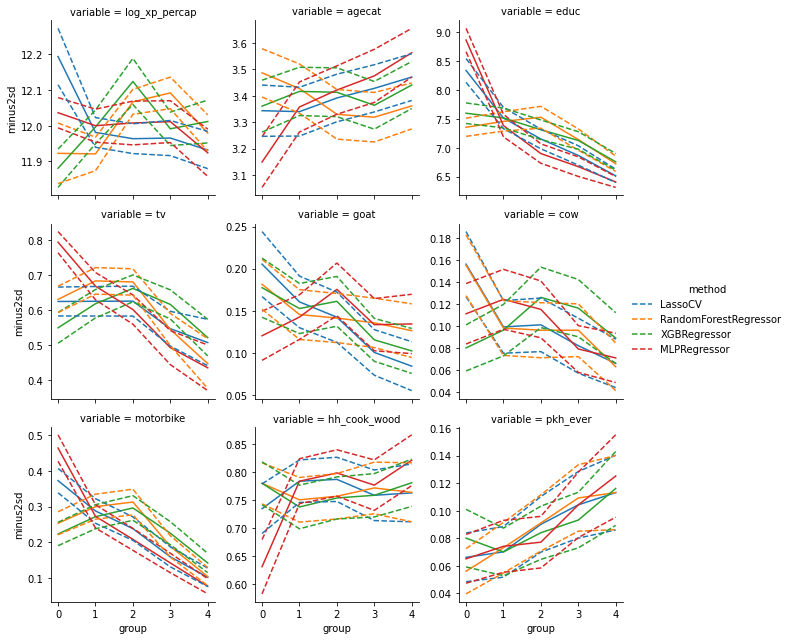 variable = log_xp_percap
variable = agecat
variable = educ
minus2sd
12.2
12.1
12.0
11.9
3.6
3.5
3.4
3.3
3.2
3.1
9.0
8.5
8.0
7.5
7.0
6.5
variable = tv
variable = goat
variable = cow
minus2sd
0.8
0.7
0.6
0.5
0.4
0.25
0.20
0.15
0.10
0.05
0.18
0.16
0.14
0.12
0.10
0.08
0.06
0.04
method
LassoCV
RandomForestRegressor
XGBRegressor
MLPRegressor
variable = motorbike
variable = hh_cook_wood
variable = pkh_ever
minus2sd
0.5
0.4
0.3
0.2
0.1
0.85
0.80
0.75
0.70
0.65
0.60
0.16
0.14
0.12
0.10
0.08
0.06
0.04
0 1 2 3 4
0 1 2 3 4
0 1 2 3 4
group
group
group